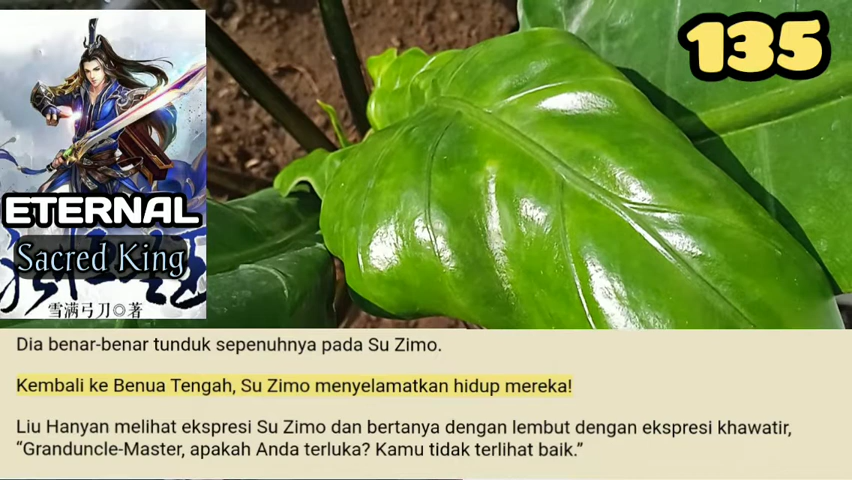 135
ETERNAL
Sacred King
雪满弓刀◎著
Dia benar-benar tunduk sepenuhnya pada Su Zimo.
Kembali ke Benua Tengah, Su Zimo menyelamatkan hidup mereka!
Liu Hanyan melihat ekspresi Su Zimo dan bertanya dengan lembut dengan ekspresi khawatir,
“Granduncle-Master, apakah Anda terluka? Kamu tidak terlihat baik.”